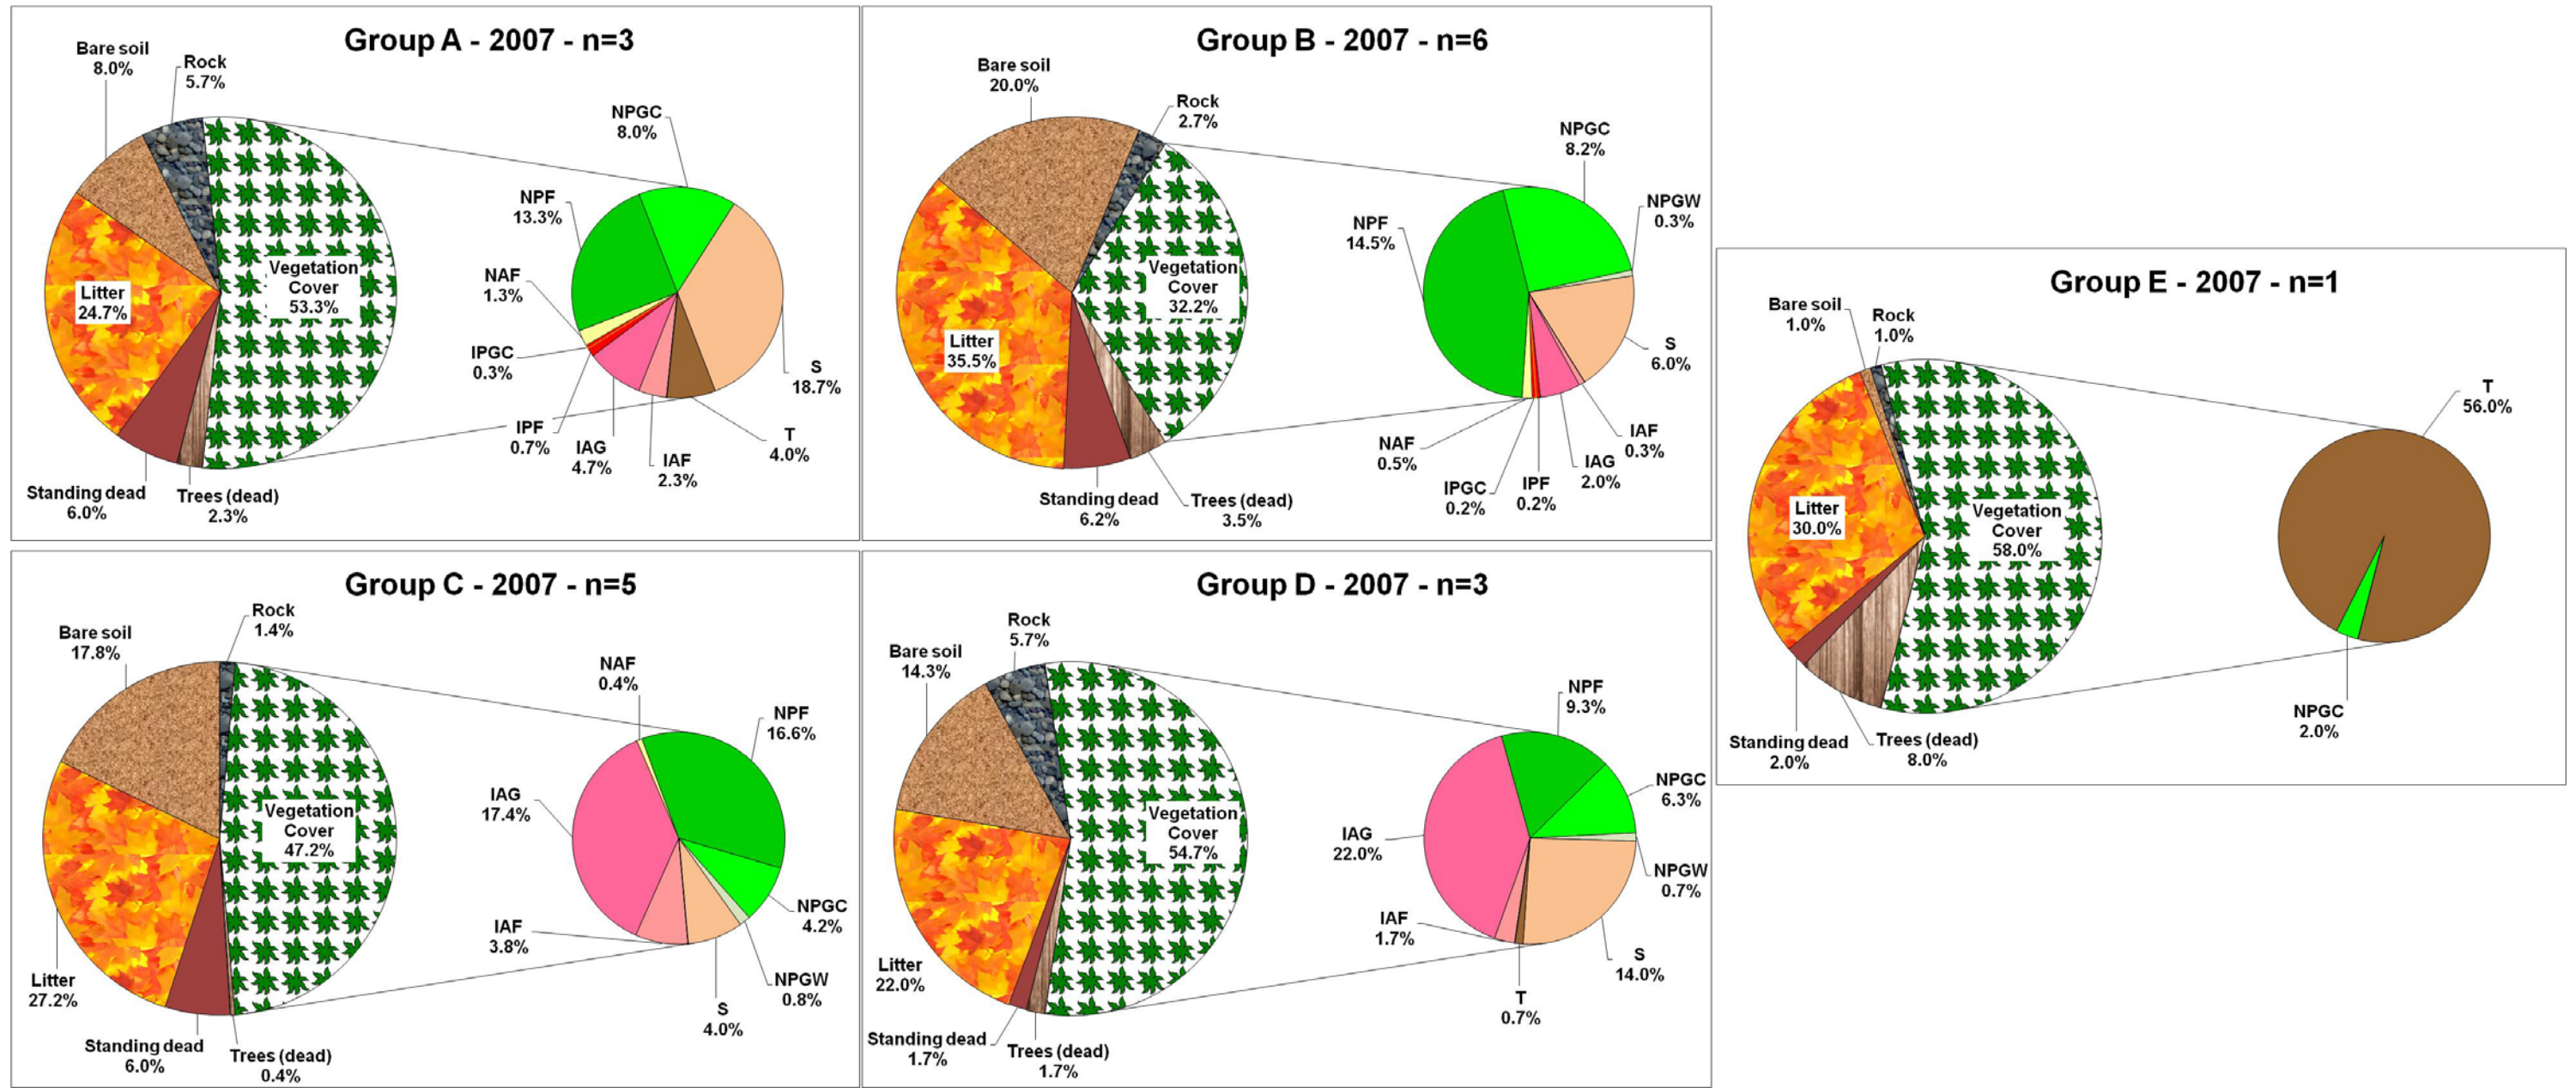 Group A - 2007 - n=3
Bare soil
8.0%
Rock
5.7%
Litter
24.7%
Vegetation
Cover
53.3%
Standing dead
6.0%
Trees (dead)
2.3%
NPGC
8.0%
NPF
13.3%
NAF
1.3%
IPGC
0.3%
IPF
0.7%
IAG
4.7%
IAF
2.3%
T
4.0%
S
18.7%
Group B - 2007 - n=6
Bare soil
20.0%
Rock
2.7%
Litter
35.5%
Vegetation
Cover
32.2%
Standing dead
6.2%
Trees (dead)
3.5%
NPGC
8.2%
NPGW
0.3%
NPF
14.5%
S
6.0%
IAF
0.3%
IAG
2.0%
IPF
0.2%
IPGC
0.2%
NAF
0.5%
Group C - 2007 - n=5
Rock
1.4%
Bare soil
17.8%
Vegetation
Cover
47.2%
Litter
27.2%
Standing dead
6.0%
Trees (dead)
0.4%
NAF
0.4%
NPF
16.6%
IAG
17.4%
NPGC
4.2%
IAF
3.8%
NPGW
0.8%
S
4.0%
Group D - 2007 - n=3
Rock
5.7%
Bare soil
14.3%
Vegetation
Cover
54.7%
Litter
22.0%
Standing dead
1.7%
Trees (dead)
1.7%
NPF
9.3%
NPGC
6.3%
IAG
22.0%
NPGW
0.7%
IAF
1.7%
S
14.0%
T
0.7%
Group E - 2007 - n=1
Bare soil
1.0%
Rock
1.0%
Litter
30.0%
Vegetation
Cover
58.0%
Standing dead
2.0%
Trees (dead)
8.0%
T
56.0%
NPGC
2.0%